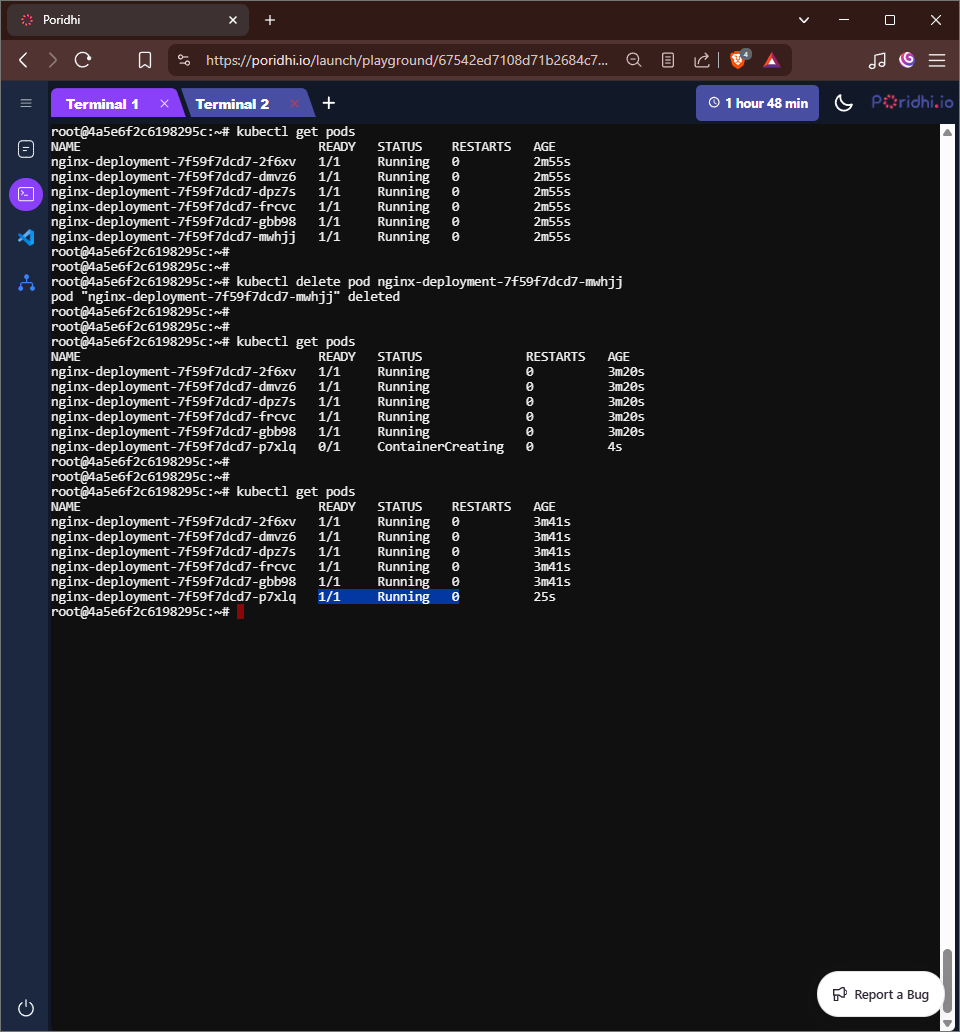 Poridhi
https://poridhi.io/launch/playground/67542ed7108d71b2684c7...
4
Terminal 1
Terminal 2
1 hour 48 min
Poridhi.io
root@4a5e6f2c6198295c:~# kubectl get pods
NAME READY STATUS RESTARTS AGE
nginx-deployment-7f59f7dcd7-2f6xv 1/1 Running 0 2m55s
nginx-deployment-7f59f7dcd7-dmvz6 1/1 Running 0 2m55s
nginx-deployment-7f59f7dcd7-dpz7s 1/1 Running 0 2m55s
nginx-deployment-7f59f7dcd7-frcvc 1/1 Running 0 2m55s
nginx-deployment-7f59f7dcd7-gbb98 1/1 Running 0 2m55s
nginx-deployment-7f59f7dcd7-mwhjj 1/1 Running 0 2m55s
root@4a5e6f2c6198295c:~#
root@4a5e6f2c6198295c:~#
root@4a5e6f2c6198295c:~# kubectl delete pod nginx-deployment-7f59f7dcd7-mwhjj
pod "nginx-deployment-7f59f7dcd7-mwhjj" deleted
root@4a5e6f2c6198295c:~#
root@4a5e6f2c6198295c:~#
root@4a5e6f2c6198295c:~# kubectl get pods
NAME READY STATUS RESTARTS AGE
nginx-deployment-7f59f7dcd7-2f6xv 1/1 Running 0 3m20s
nginx-deployment-7f59f7dcd7-dmvz6 1/1 Running 0 3m20s
nginx-deployment-7f59f7dcd7-dpz7s 1/1 Running 0 3m20s
nginx-deployment-7f59f7dcd7-frcvc 1/1 Running 0 3m20s
nginx-deployment-7f59f7dcd7-gbb98 1/1 Running 0 3m20s
nginx-deployment-7f59f7dcd7-p7xlq 0/1 ContainerCreating 0 4s
root@4a5e6f2c6198295c:~#
root@4a5e6f2c6198295c:~#
root@4a5e6f2c6198295c:~# kubectl get pods
NAME READY STATUS RESTARTS AGE
nginx-deployment-7f59f7dcd7-2f6xv 1/1 Running 0 3m41s
nginx-deployment-7f59f7dcd7-dmvz6 1/1 Running 0 3m41s
nginx-deployment-7f59f7dcd7-dpz7s 1/1 Running 0 3m41s
nginx-deployment-7f59f7dcd7-frcvc 1/1 Running 0 3m41s
nginx-deployment-7f59f7dcd7-gbb98 1/1 Running 0 3m41s
nginx-deployment-7f59f7dcd7-p7xlq 1/1 Running 0 25s
root@4a5e6f2c6198295c:~#
Report a Bug